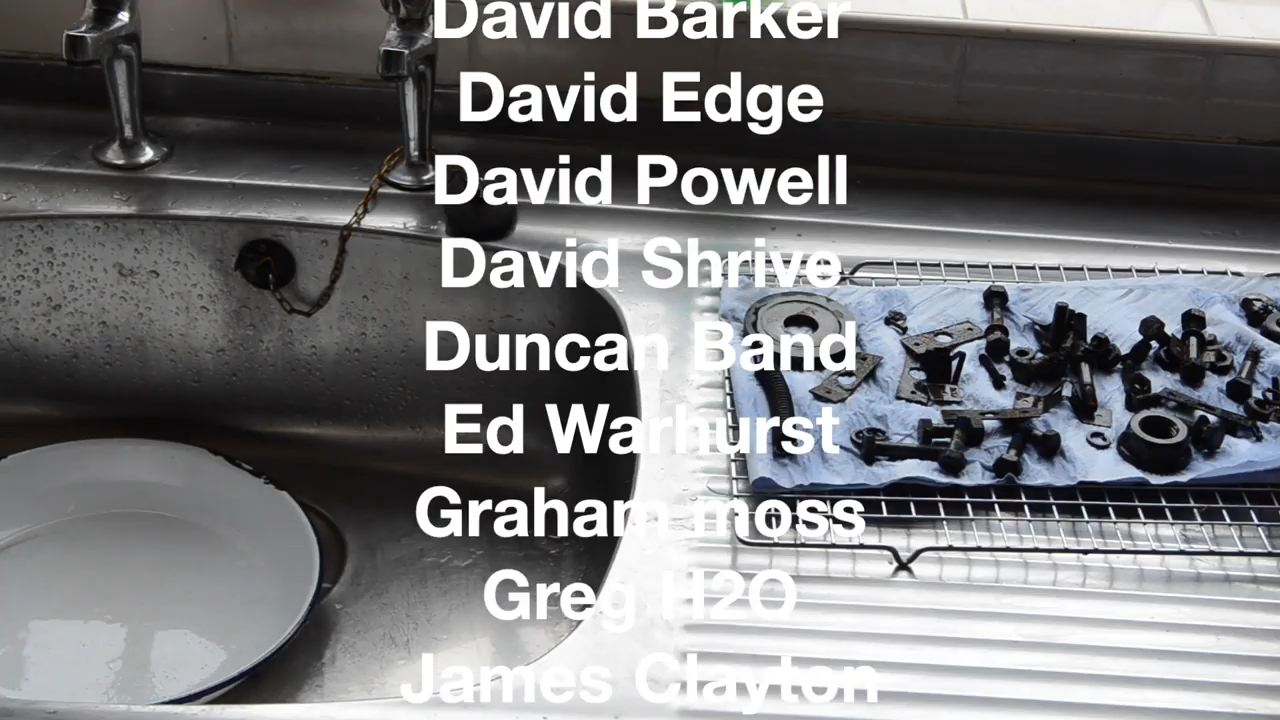 David Barker
David Edge
David Powell
David Shrive
Duncan Band
Ed Warhurst
Graham moss
Greg H2O
James Clayton